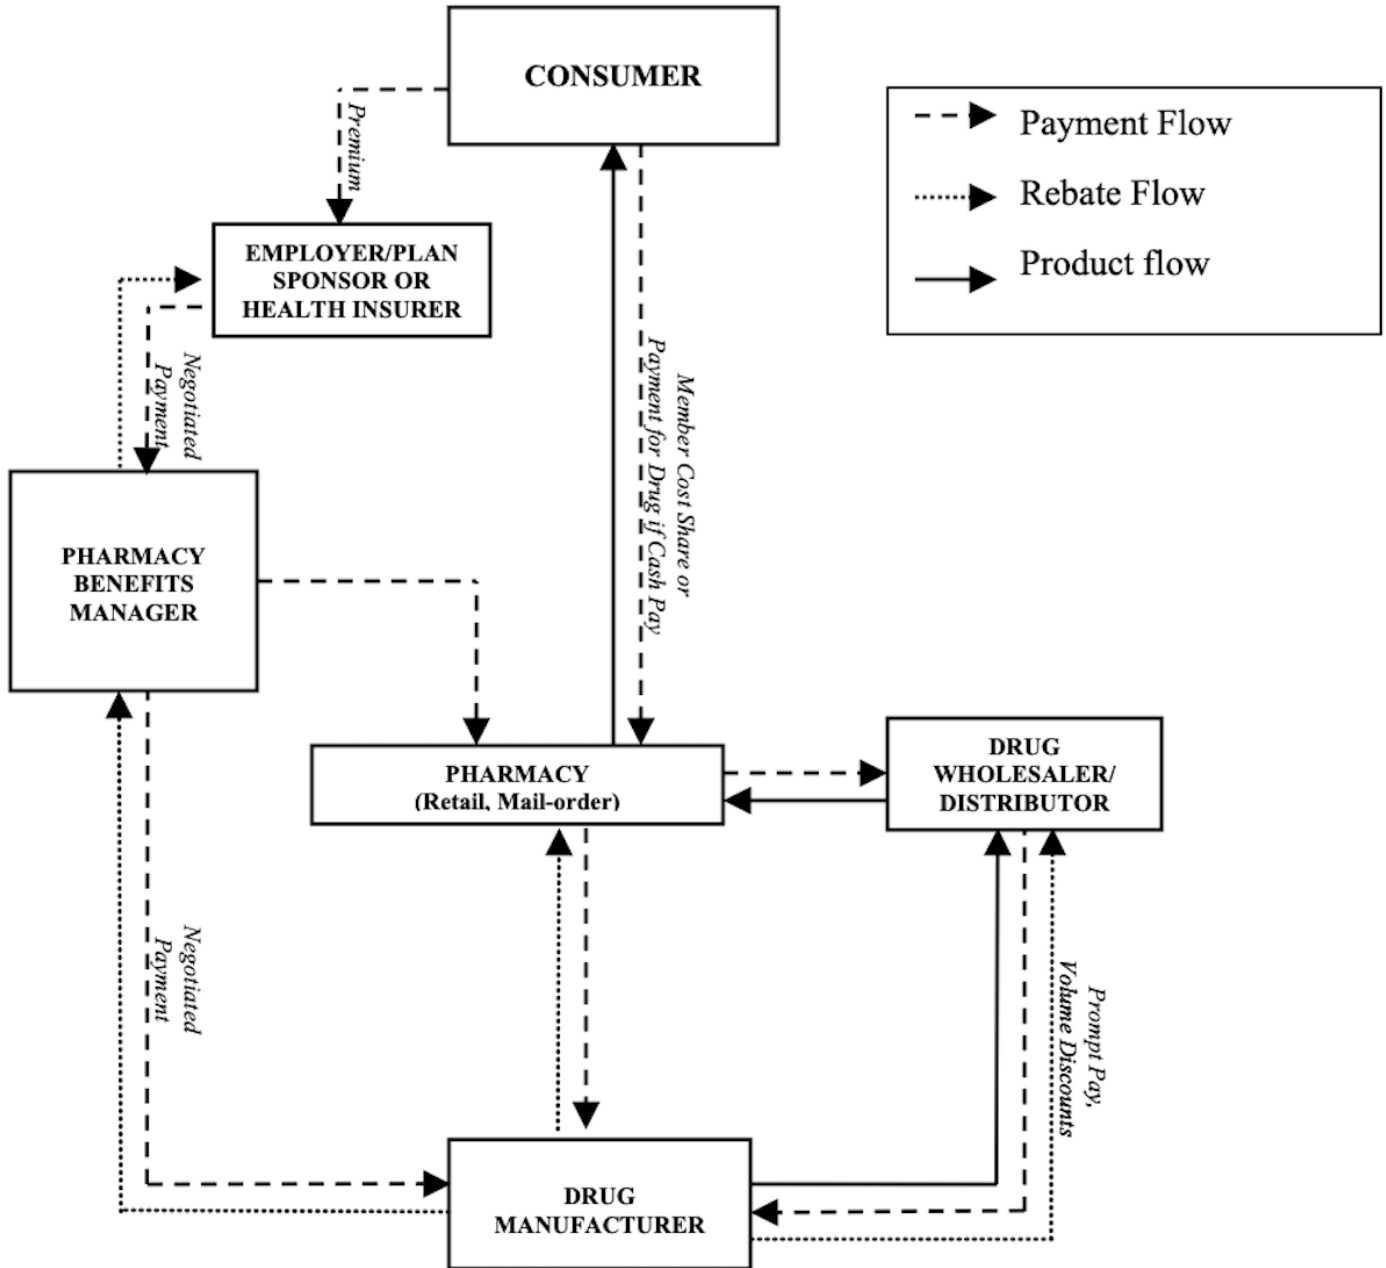 CONSUMER
Payment Flow
Rebate Flow
Product flow
Premium
EMPLOYER/PLAN
SPONSOR OR
HEALTH INSURER
Negotiated
Payment
Member Cost Share or
Payment for Drug if Cash Pay
PHARMACY
BENEFITS
MANAGER
PHARMACY
(Retail, Mail-order)
DRUG
WHOLESALER/
DISTRIBUTOR
Negotiated
Payment
Prompt Pay,
Volume Discounts
DRUG
MANUFACTURER